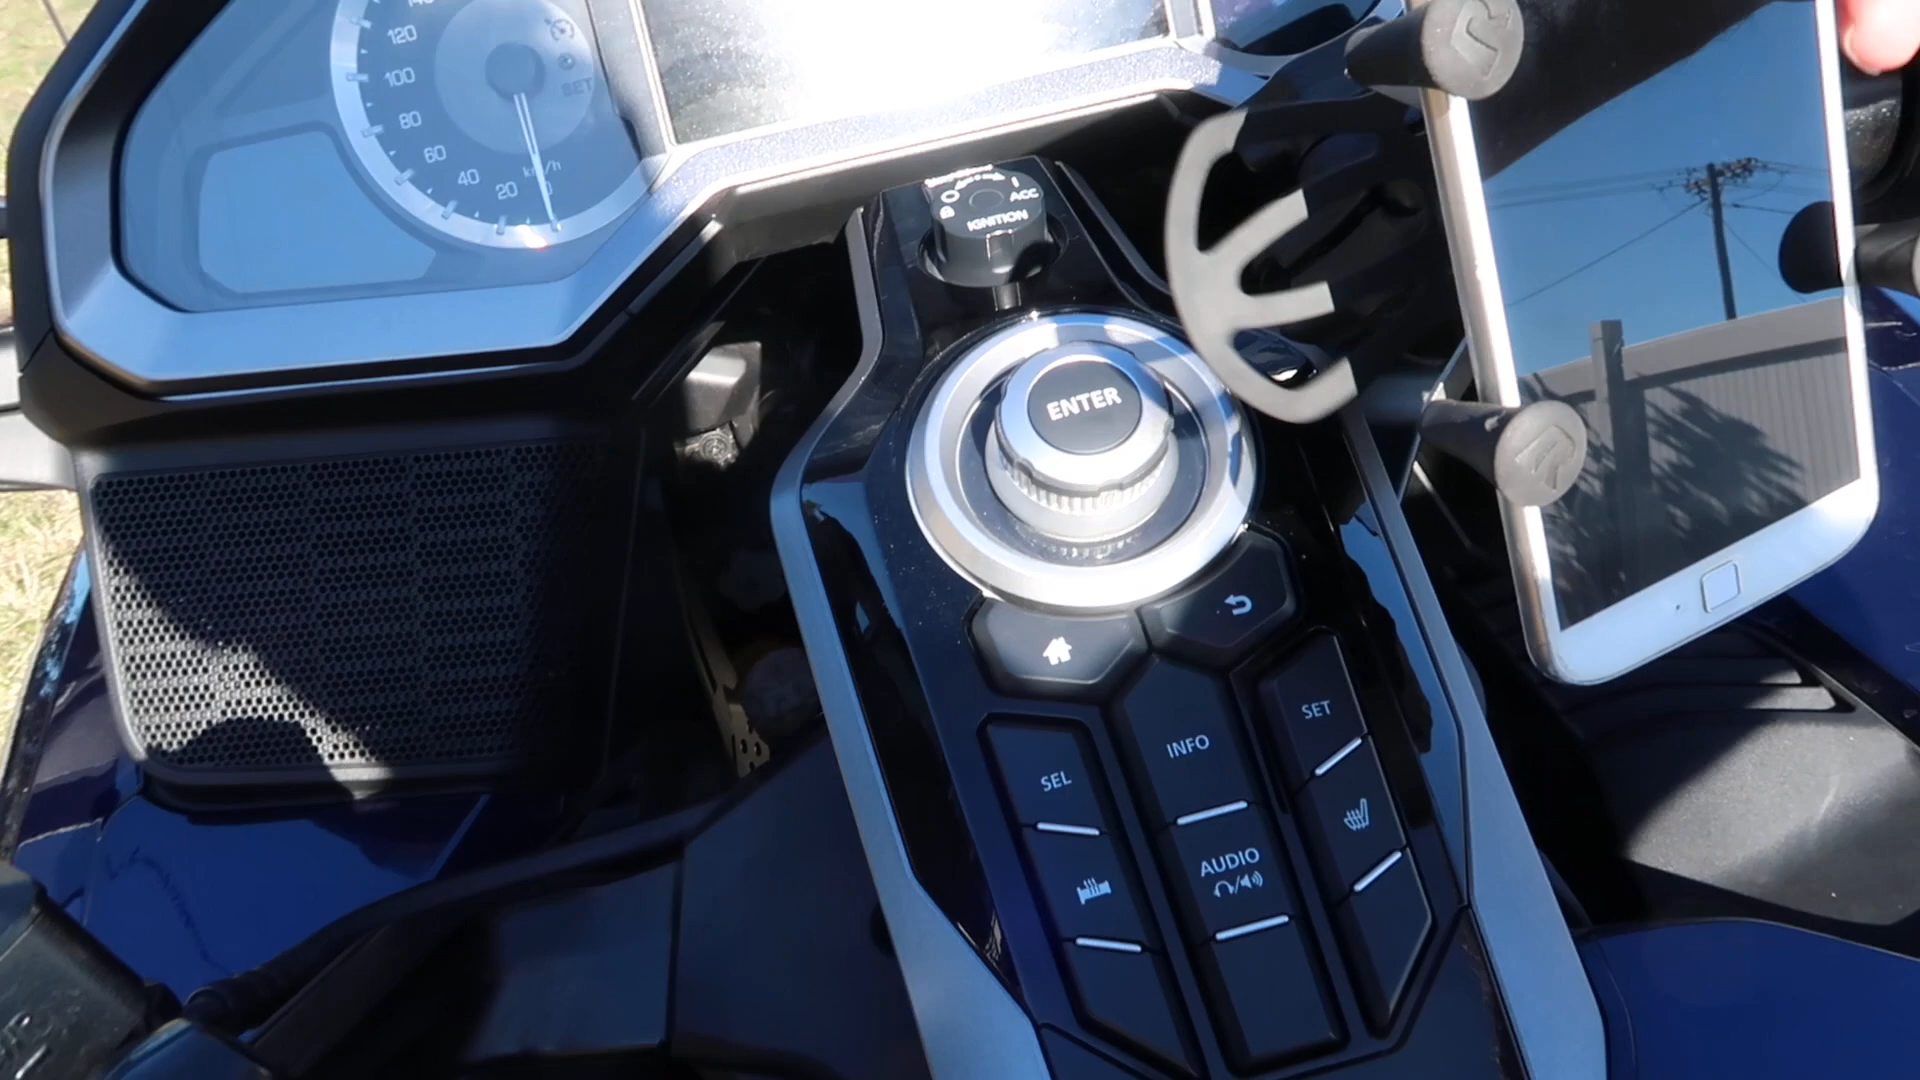 120
100
80
60
40
20
km/h
SET
ACC
IGNITION
ENTER
SET
INFO
SEL
AUDIO
R
R